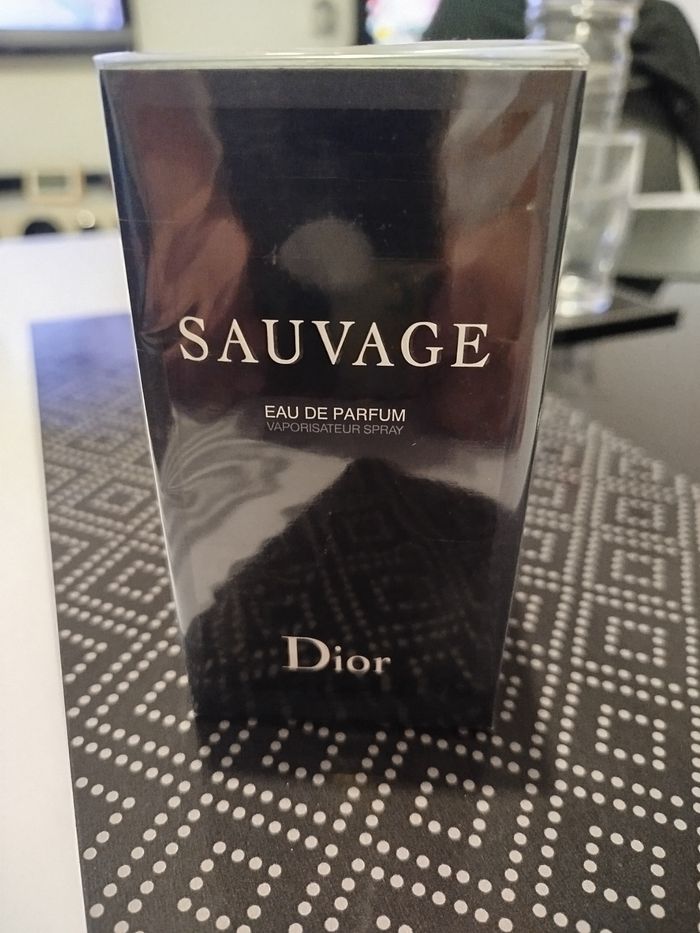 SAUVAGE
EAU DE PARFUM
VAPORISATEUR SPRAY
Dior